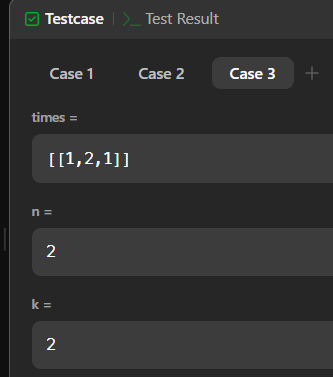 Testcase | >_ Test Result
Case 1 Case 2 Case 3 +
times =
[[1,2,1]]
n =
2
k =
2